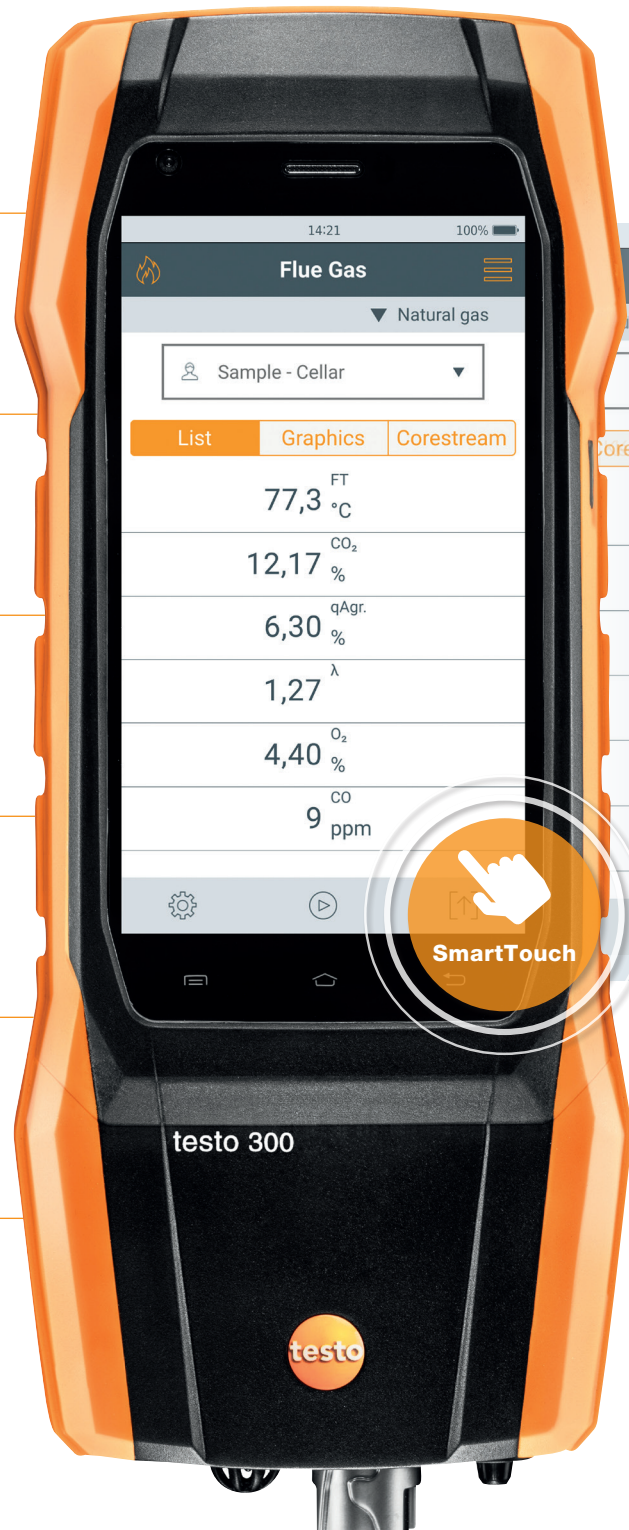 14:21 100%
Flue Gas
▼ Natural gas
Sample - Cellar ▼
List Graphics Corestream
77,3 FT °C
12,17 CO₂ %
6,30 qAgr. %
1,27 λ
4,40 O₂ %
9 CO ppm
SmartTouch
testo 300
testo